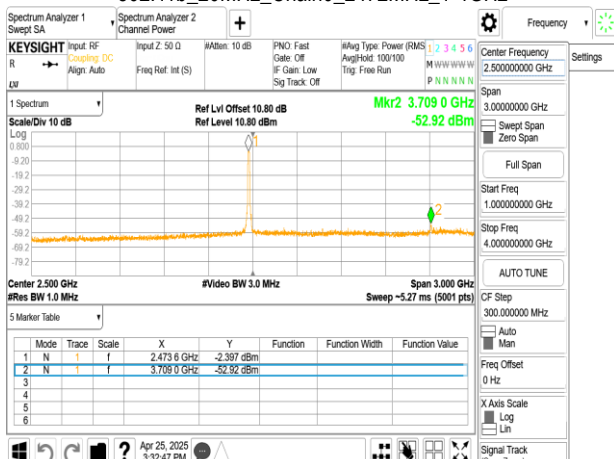 Spectrum Analyzer 1
Swept SA
Spectrum Analyzer 2
Channel Power
Frequency
KEYSIGHT
R
Input: RF
Coupling: DC
Align: Auto
Input Z: 50 Ω
Freq Ref: Int (S)
#Atten: 10 dB
PNO: Fast
Gate: Off
IF Gain: Low
Sig Track: Off
#Avg Type: Power (RMS
Avg|Hold: 100/100
Trig: Free Run
1 2 3 4 5 6
M W W W W W
P N N N N N
Center Frequency
2.500000000 GHz
Settings
Span
3.00000000 GHz
Swept Span
Zero Span
Full Span
Start Freq
1.000000000 GHz
Stop Freq
4.000000000 GHz
AUTO TUNE
CF Step
300.000000 MHz
Auto
Man
Freq Offset
0 Hz
X Axis Scale
Log
Lin
Signal Track
1 Spectrum
Scale/Div 10 dB
Log
Ref Lvl Offset 10.80 dB
Ref Level 10.80 dBm
Mkr2 3.709 0 GHz
-52.92 dBm
0.800
-9.20
-19.2
-29.2
-39.2
-49.2
-59.2
-69.2
-79.2
1
2
Center 2.500 GHz
#Res BW 1.0 MHz
#Video BW 3.0 MHz
Span 3.000 GHz
Sweep ~5.27 ms (5001 pts)
5 Marker Table
Mode Trace Scale X Y Function Function Width Function Value
1 N 1 f 2.473 6 GHz -2.397 dBm
2 N 1 f 3.709 0 GHz -52.92 dBm
3
4
5
6
Apr 25, 2025
3:32:47 PM